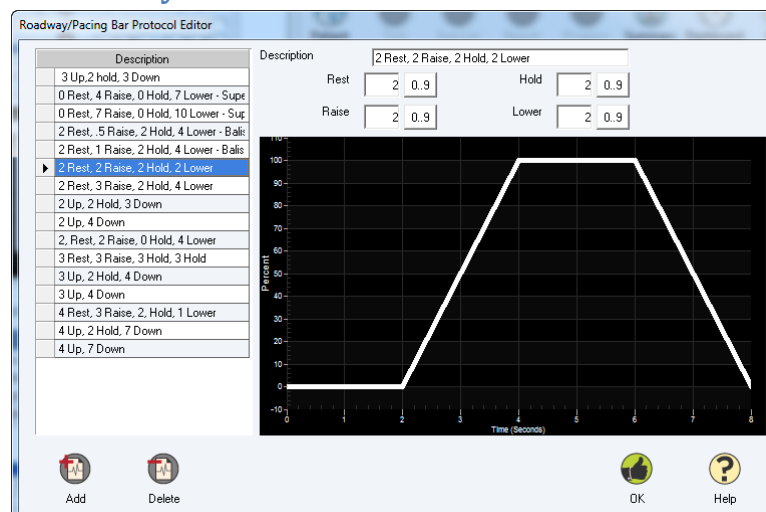 Roadway/Pacing Bar Protocol Editor
Description
3 Up,2 hold, 3 Down
0 Rest, 4 Raise, 0 Hold, 7 Lower - Supe
0 Rest, 7 Raise, 0 Hold, 10 Lower - Sup
2 Rest, .5 Raise, 2 Hold, 4 Lower - Balis
2 Rest, 1 Raise, 2 Hold, 4 Lower - Balis
2 Rest, 2 Raise, 2 Hold, 2 Lower
2 Rest, 3 Raise, 2 Hold, 4 Lower
2 Up, 2 Hold, 3 Down
2 Up, 4 Down
2, Rest, 2 Raise, 0 Hold, 4 Lower
3 Rest, 3 Raise, 3 Hold, 3 Hold
3 Up, 2 Hold, 4 Down
3 Up, 4 Down
4 Rest, 3 Raise, 2, Hold, 1 Lower
4 Up, 2 Hold, 7 Down
4 Up, 7 Down
Description 2 Rest, 2 Raise, 2 Hold, 2 Lower
Rest 2 0..9 Hold 2 0..9
Raise 2 0..9 Lower 2 0..9
110
100
90
80
70
60
50
40
30
20
10
0
-10
Percent
0 1 2 3 4 5 6 7 8
Time (Seconds)
Add Delete OK Help